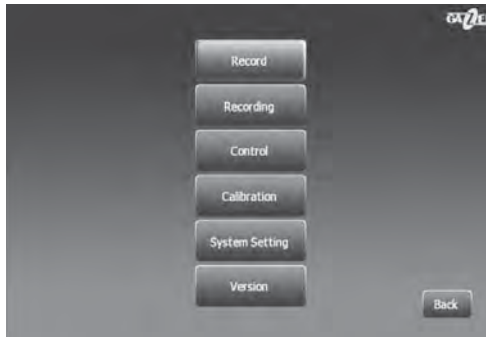 Record
Recording
Control
Calibration
System Setting
Version
Back